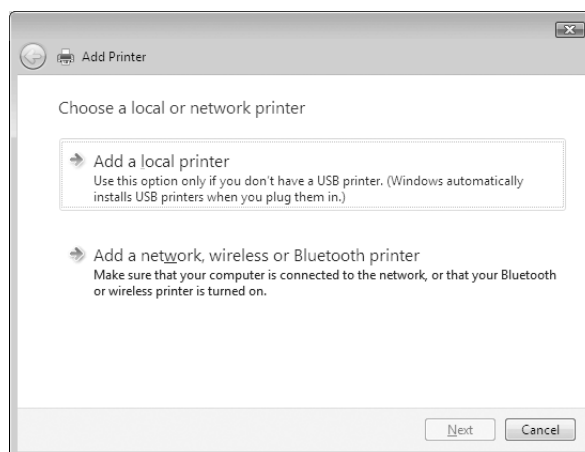 Add Printer
Choose a local or network printer
Add a local printer
Use this option only if you don't have a USB printer. (Windows automatically
installs USB printers when you plug them in.)
Add a network, wireless or Bluetooth printer
Make sure that your computer is connected to the network, or that your Bluetooth
or wireless printer is turned on.
Next
Cancel